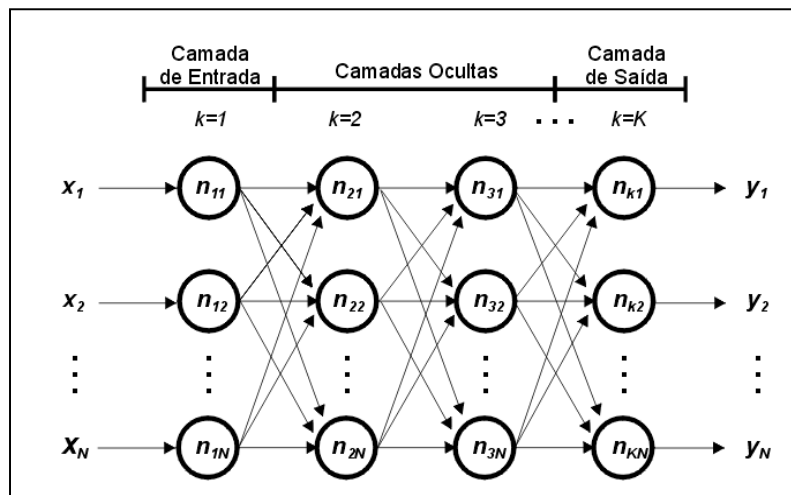 Camada
de Entrada
Camadas Ocultas
Camada
de Saída
k=1 k=2 k=3 ... k=K
x1 n11 n21 n31 nk1 y1
x2 n12 n22 n32 nk2 y2
XN n1N n2N n3N nKN yN